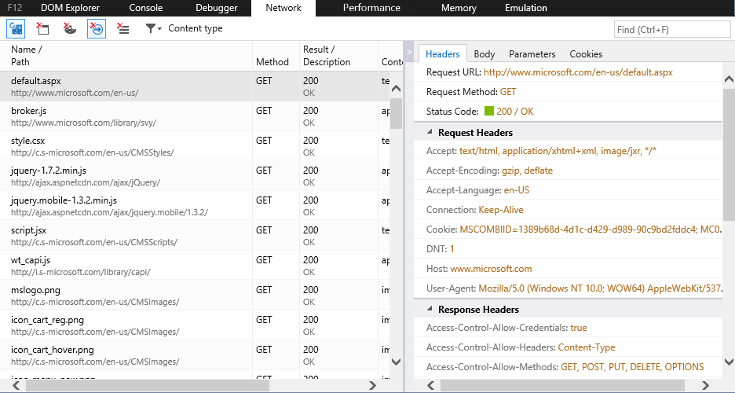 F12 DOM Explorer Console Debugger Network Performance Memory Emulation
Content type
Find (Ctrl+F)
Name /
Path
Method
Result /
Description
Conte
default.aspx GET 200 te
http://www.microsoft.com/en-us/ OK
broker.js GET 200 ap
http://www.microsoft.com/library/svy/ OK
style.csx GET 200 te
http://c.s-microsoft.com/en-us/CMSStyles/ OK
jquery-1.7.2.min.js GET 200 ap
http://ajax.aspnetcdn.com/ajax/jQuery/ OK
jquery.mobile-1.3.2.min.js GET 200 ap
http://ajax.aspnetcdn.com/ajax/jquery.mobile/1.3.2/ OK
script.jsx GET 200 te
http://c.s-microsoft.com/en-us/CMSScripts/ OK
wt_capi.js GET 200 ap
http://i.s-microsoft.com/library/capi/ OK
mslogo.png GET 200 im
http://c.s-microsoft.com/en-us/CMSImages/ OK
icon_cart_reg.png GET 200 im
http://c.s-microsoft.com/en-us/CMSImages/ OK
icon_cart_hover.png GET 200 im
http://c.s-microsoft.com/en-us/CMSImages/ OK
GET 200
Headers Body Parameters Cookies
Request URL: http://www.microsoft.com/en-us/default.aspx
Request Method: GET
Status Code: 200 / OK
Request Headers
Accept: text/html, application/xhtml+xml, image/jxr, */*
Accept-Encoding: gzip, deflate
Accept-Language: en-US
Connection: Keep-Alive
Cookie: MSCOMBIID=1389b68d-4d1c-d429-d989-90c9bd2fddc4; MC0...
DNT: 1
Host: www.microsoft.com
User-Agent: Mozilla/5.0 (Windows NT 10.0; WOW64) AppleWebKit/537.
Response Headers
Access-Control-Allow-Credentials: true
Access-Control-Allow-Headers: Content-Type
Access-Control-Allow-Methods: GET, POST, PUT, DELETE, OPTIONS